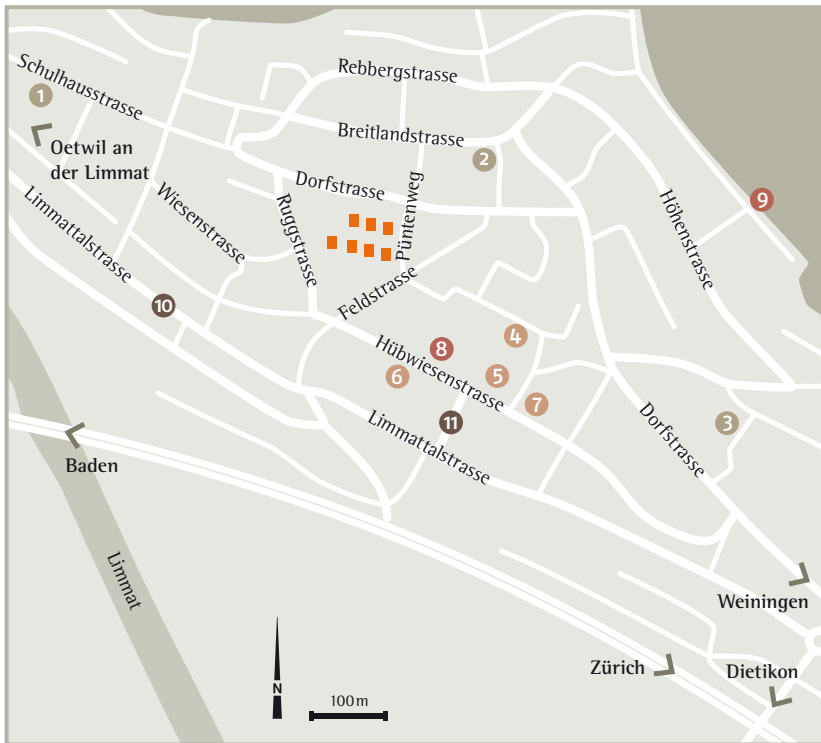 Schulhausstrasse
Rebbergstrasse
1
Breitlandstrasse
2
Oetwil an
der Limmat
Dorfstrasse
Wiesenstrasse
Ruggstrasse
Püntenweg
Höhenstrasse
9
Limmattalstrasse
Feldstrasse
10
Hübwiesenstrasse
8
4
6
5
7
11
Limmattalstrasse
3
Dorfstrasse
Baden
Limmat
Weiningen
Zürich
Dietikon
N
100 m